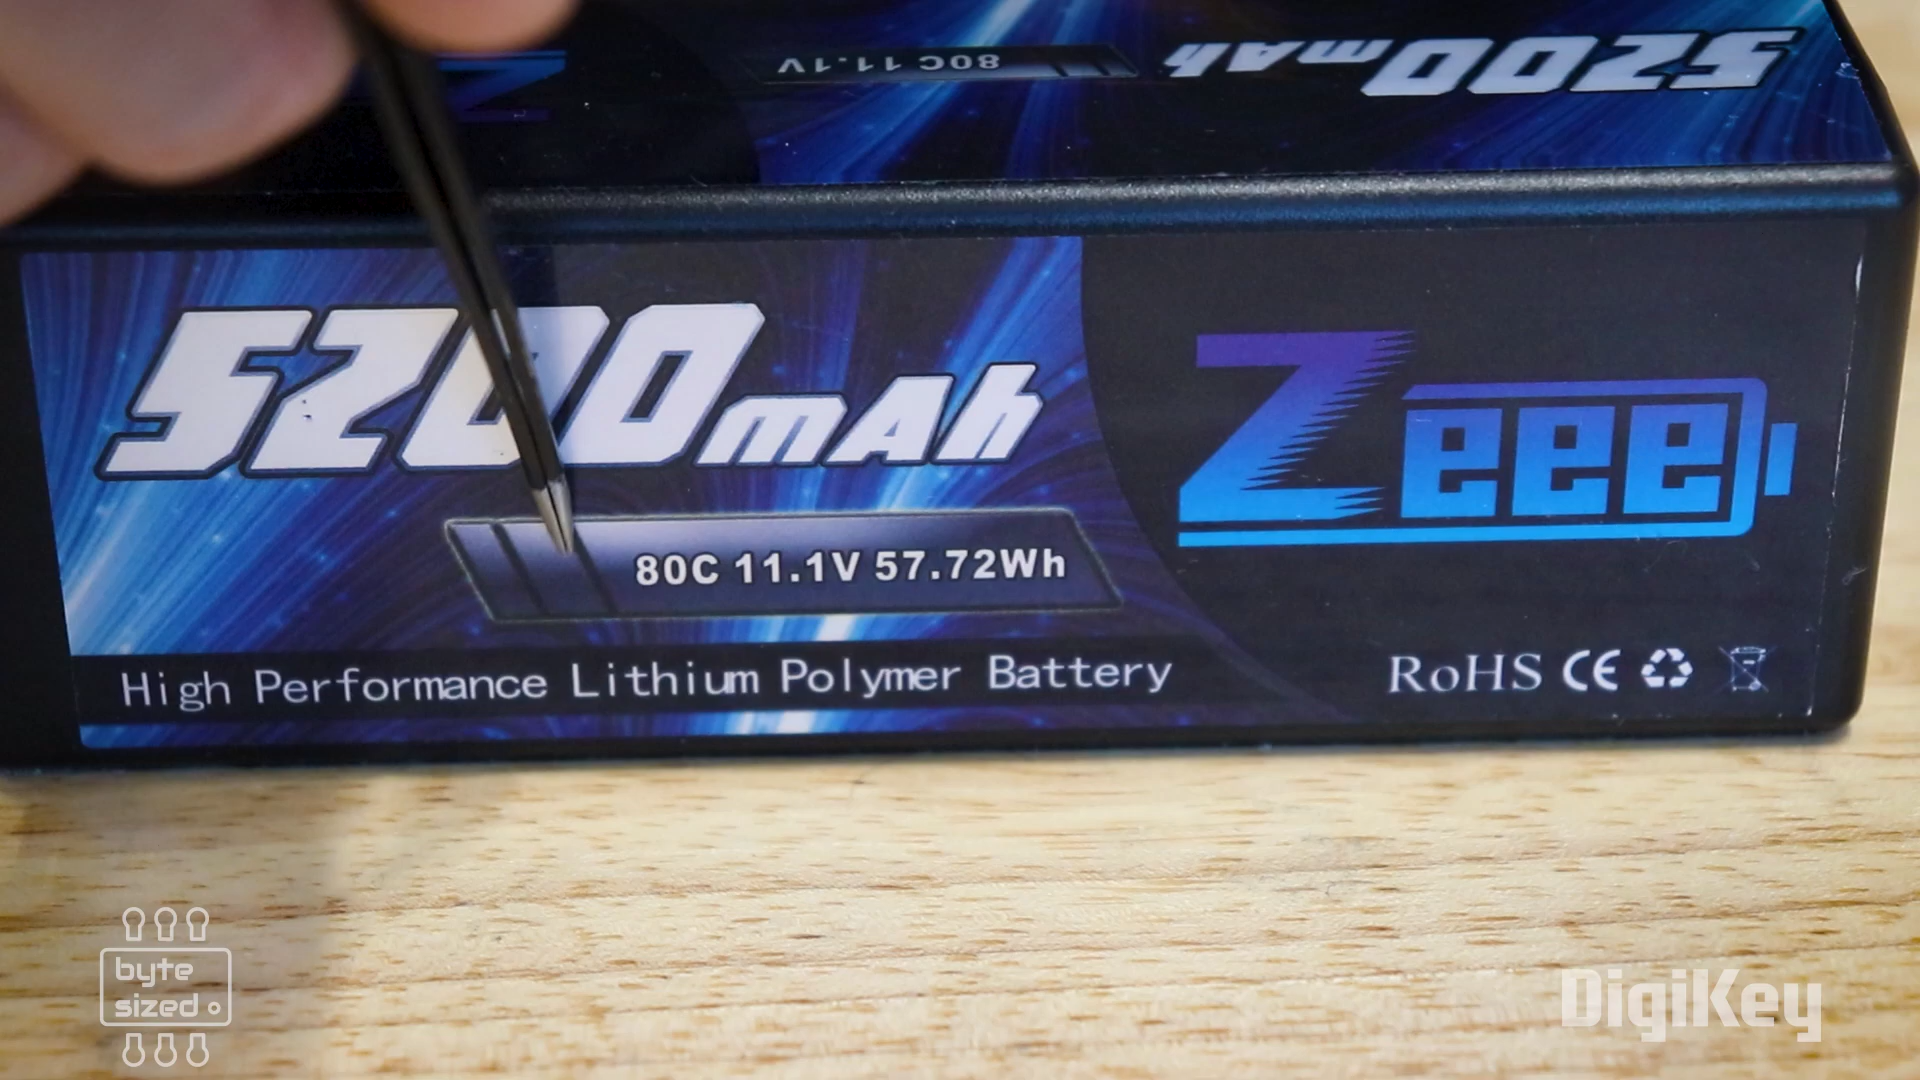 80C 11.1V
5200mAh
5200mAh
Zeee
80C 11.1V 57.72Wh
High Performance Lithium Polymer Battery
RoHS CE
byte
sized
DigiKey